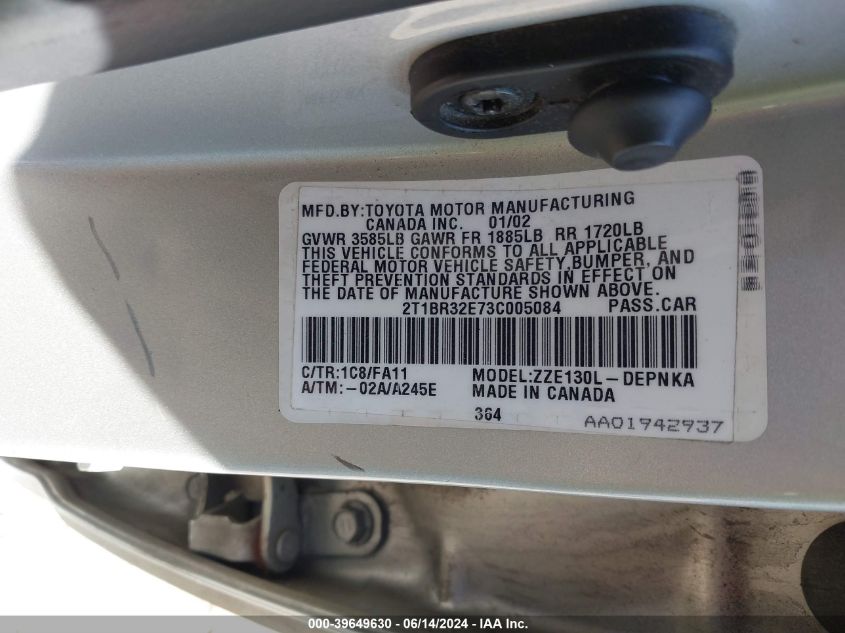 MFD.BY:TOYOTA MOTOR MANUFACTURING
CANADA INC. 01/02
GVWR 3585LB GAWR FR 1885LB RR 1720LB
THIS VEHICLE CONFORMS TO ALL APPLICABLE
FEDERAL MOTOR VEHICLE SAFETY BUMPER, AND
THEFT PREVENTION STANDARDS IN EFFECT ON
THE DATE OF MANUFACTURE SHOWN ABOVE.
2T1BR32E73C005084 PASS.CAR
C/TR:1C8/FA11 MODEL:ZZE130L-DEPNKA
A/TM:-02A/A245E MADE IN CANADA
364
AA01942937
000-39649630 - 06/14/2024 - IAA Inc.